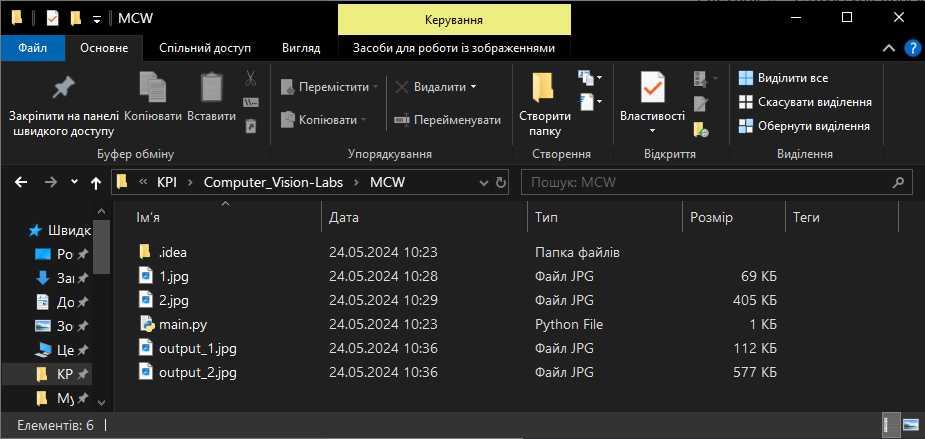 MCW
Керування
Файл Основне Спільний доступ Вигляд Засоби для роботи із зображеннями
Закріпити на панелі швидкого доступу
Копіювати
Вставити
Буфер обміну
Перемістити
Копіювати
Видалити
Перейменувати
Упорядкування
Створити папку
Створення
Властивості
Відкриття
Виділити все
Скасувати виділення
Обернути виділення
Виділення
« KPI > Computer_Vision-Labs > MCW
Пошук: MCW
Швидк
Ро
За
До
Зо
Це
КР
Му
Ім’я Дата Тип Розмір Теги
.idea 24.05.2024 10:23 Папка файлів
1.jpg 24.05.2024 10:28 Файл JPG 69 КБ
2.jpg 24.05.2024 10:29 Файл JPG 405 КБ
main.py 24.05.2024 10:23 Python File 1 КБ
output_1.jpg 24.05.2024 10:36 Файл JPG 112 КБ
output_2.jpg 24.05.2024 10:36 Файл JPG 577 КБ
Елементів: 6